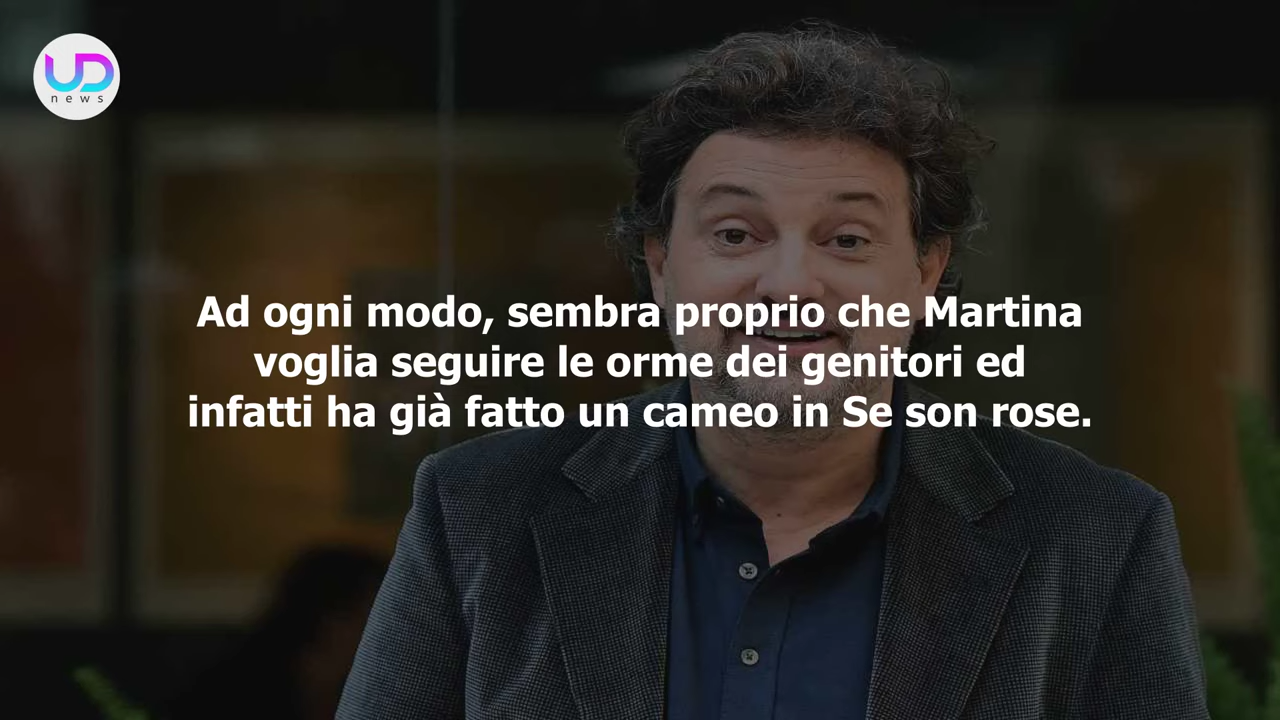 UD
news
Ad ogni modo, sembra proprio che Martina
voglia seguire le orme dei genitori ed
infatti ha già fatto un cameo in Se son rose.